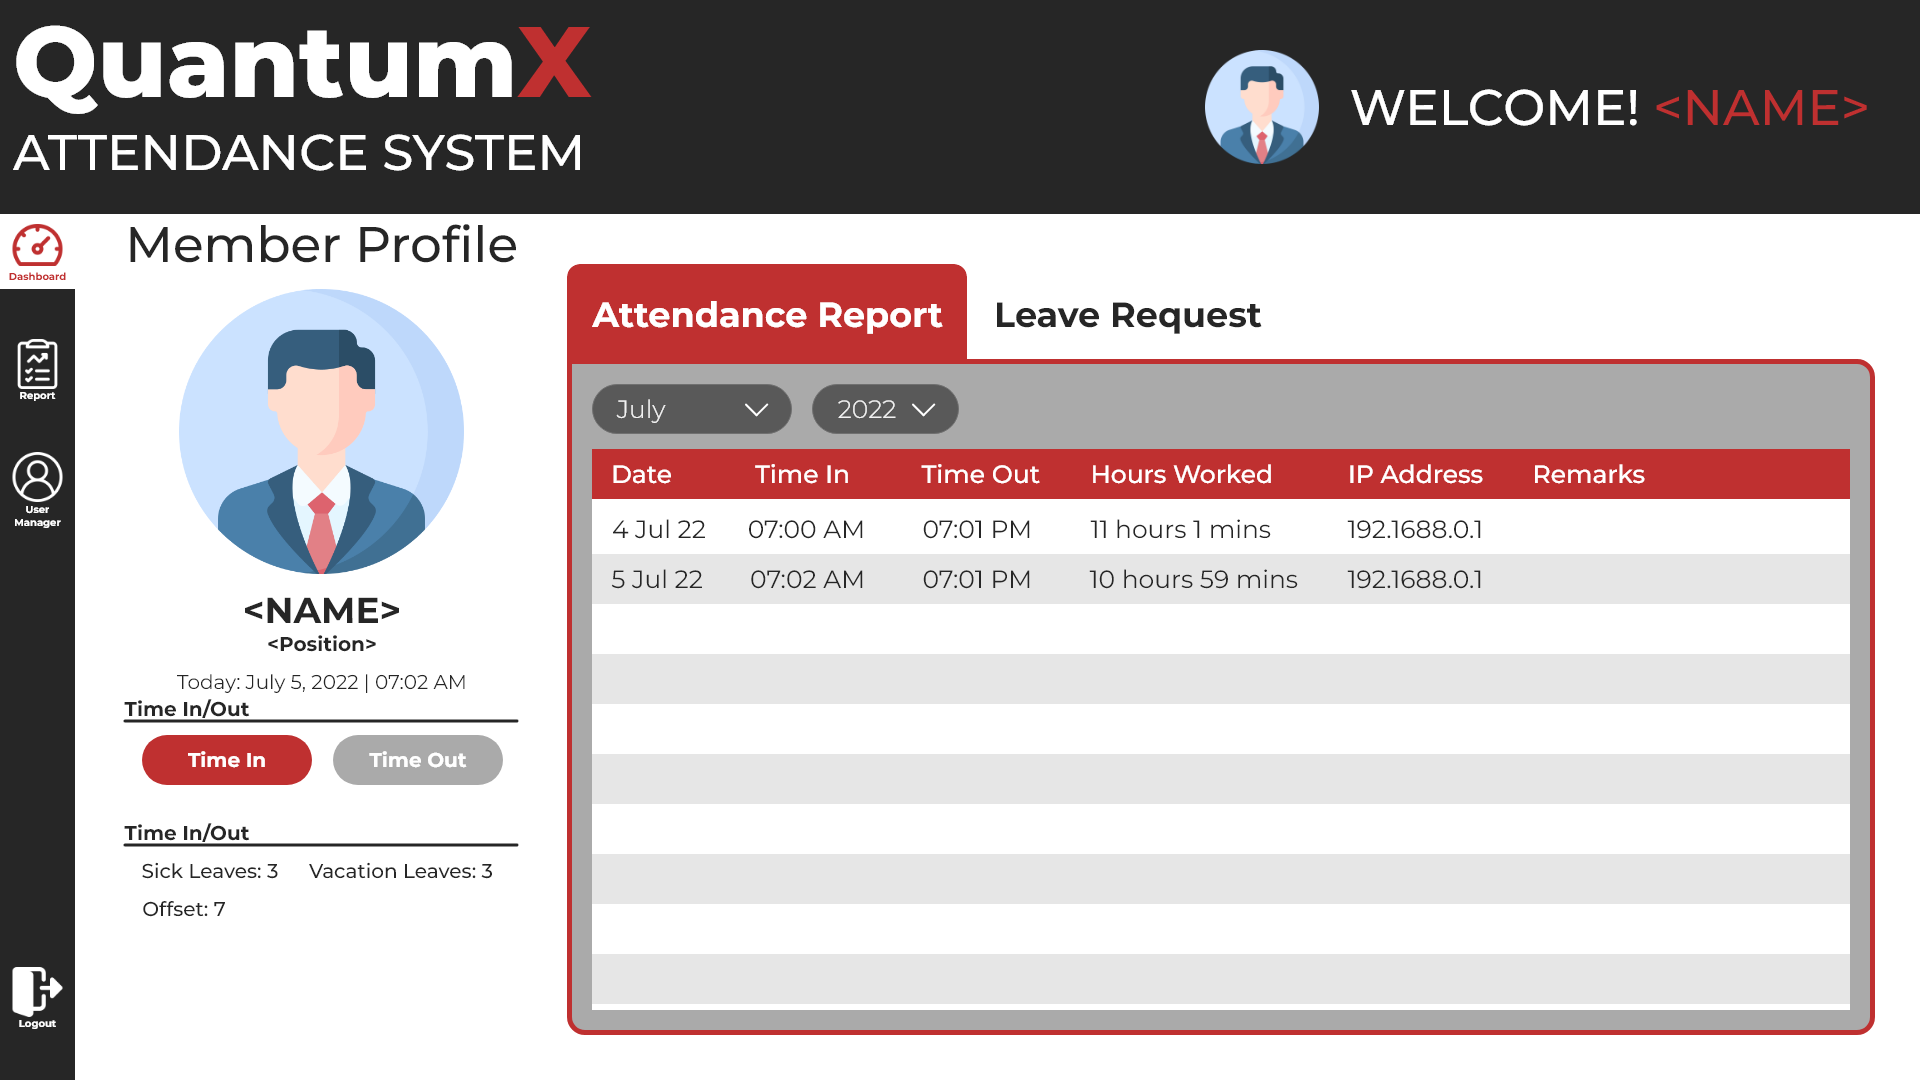 QuantumX
ATTENDANCE SYSTEM
WELCOME! <NAME>
Dashboard
Report
User
Manager
Logout
Member Profile
<NAME>
<Position>
Today: July 5, 2022 | 07:02 AM
Time In/Out
Time In Time Out
Time In/Out
Sick Leaves: 3 Vacation Leaves: 3
Offset: 7
Attendance Report Leave Request
July 2022
Date Time In Time Out Hours Worked IP Address Remarks
4 Jul 22 07:00 AM 07:01 PM 11 hours 1 mins 192.1688.0.1
5 Jul 22 07:02 AM 07:01 PM 10 hours 59 mins 192.1688.0.1